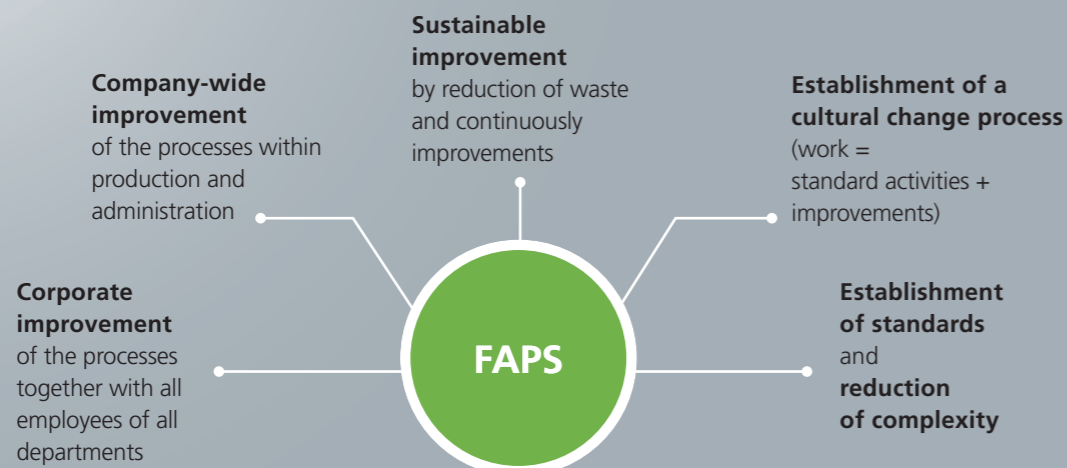 Sustainable
improvement
by reduction of waste
and continuously
improvements
Company-wide
improvement
of the processes within
production and
administration
Establishment of a
cultural change process
(work =
standard activities +
improvements)
Corporate
improvement
of the processes
together with all
employees of all
departments
FAPS
Establishment
of standards
and
reduction
of complexity